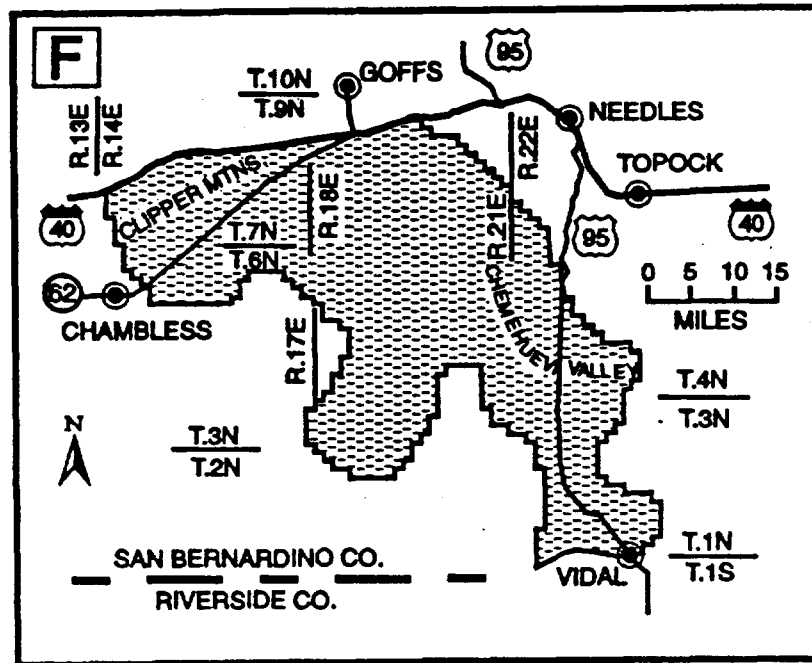 F
95
GOFFS
T.10N
T.9N
NEEDLES
R.13E
R.14E
R.22E
R.21E
TOPOCK
CLIPPER MTNS.
R.18E
40
T.7N
T.6N
95
40
62
CHAMBLESS
0 5 10 15
MILES
CHEMEHUEVI VALLEY
R.17E
T.4N
T.3N
N
T.3N
T.2N
SAN BERNARDINO CO.
RIVERSIDE CO.
VIDAL
T.1N
T.1S